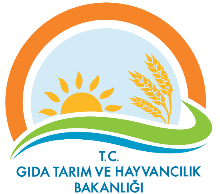 T.C.
GIDA TARIM VE HAYVANCILIK
BAKANLIĞI